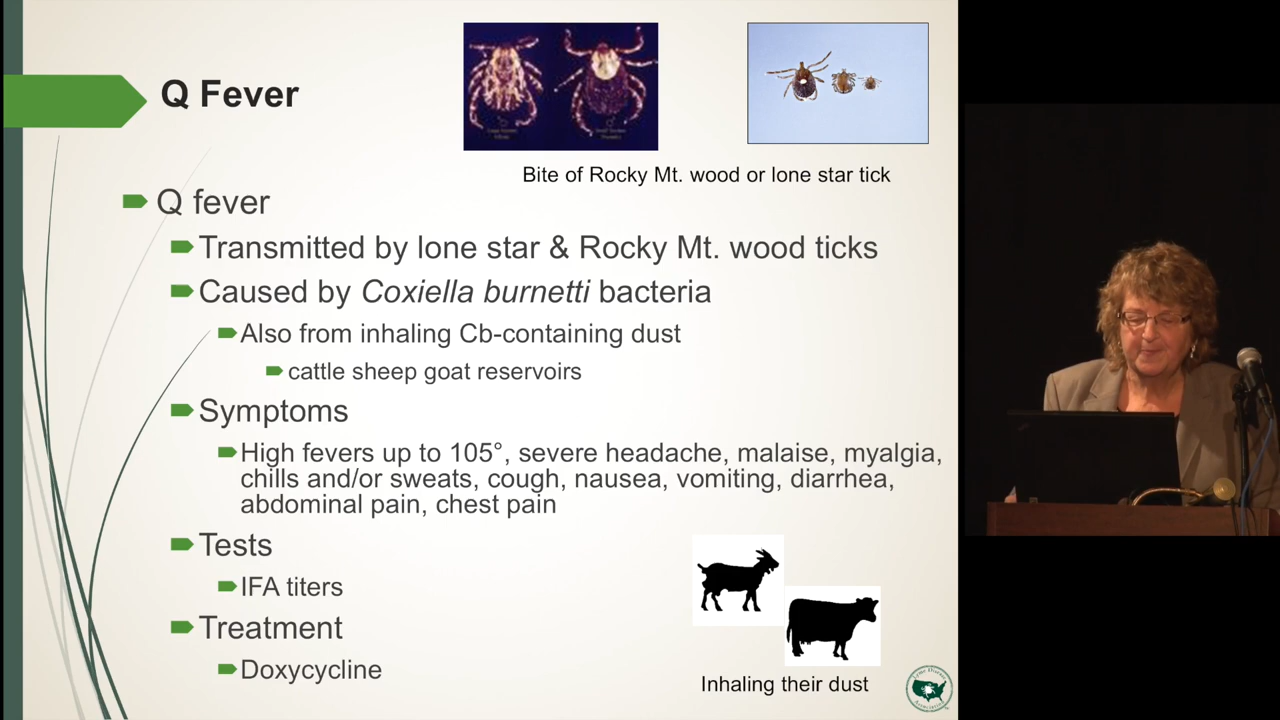 Q Fever
Bite of Rocky Mt. wood or lone star tick
Q fever
Transmitted by lone star & Rocky Mt. wood ticks
Caused by Coxiella burnetti bacteria
Also from inhaling Cb-containing dust
cattle sheep goat reservoirs
Symptoms
High fevers up to 105°, severe headache, malaise, myalgia,
chills and/or sweats, cough, nausea, vomiting, diarrhea,
abdominal pain, chest pain
Tests
IFA titers
Treatment
Doxycycline
Inhaling their dust